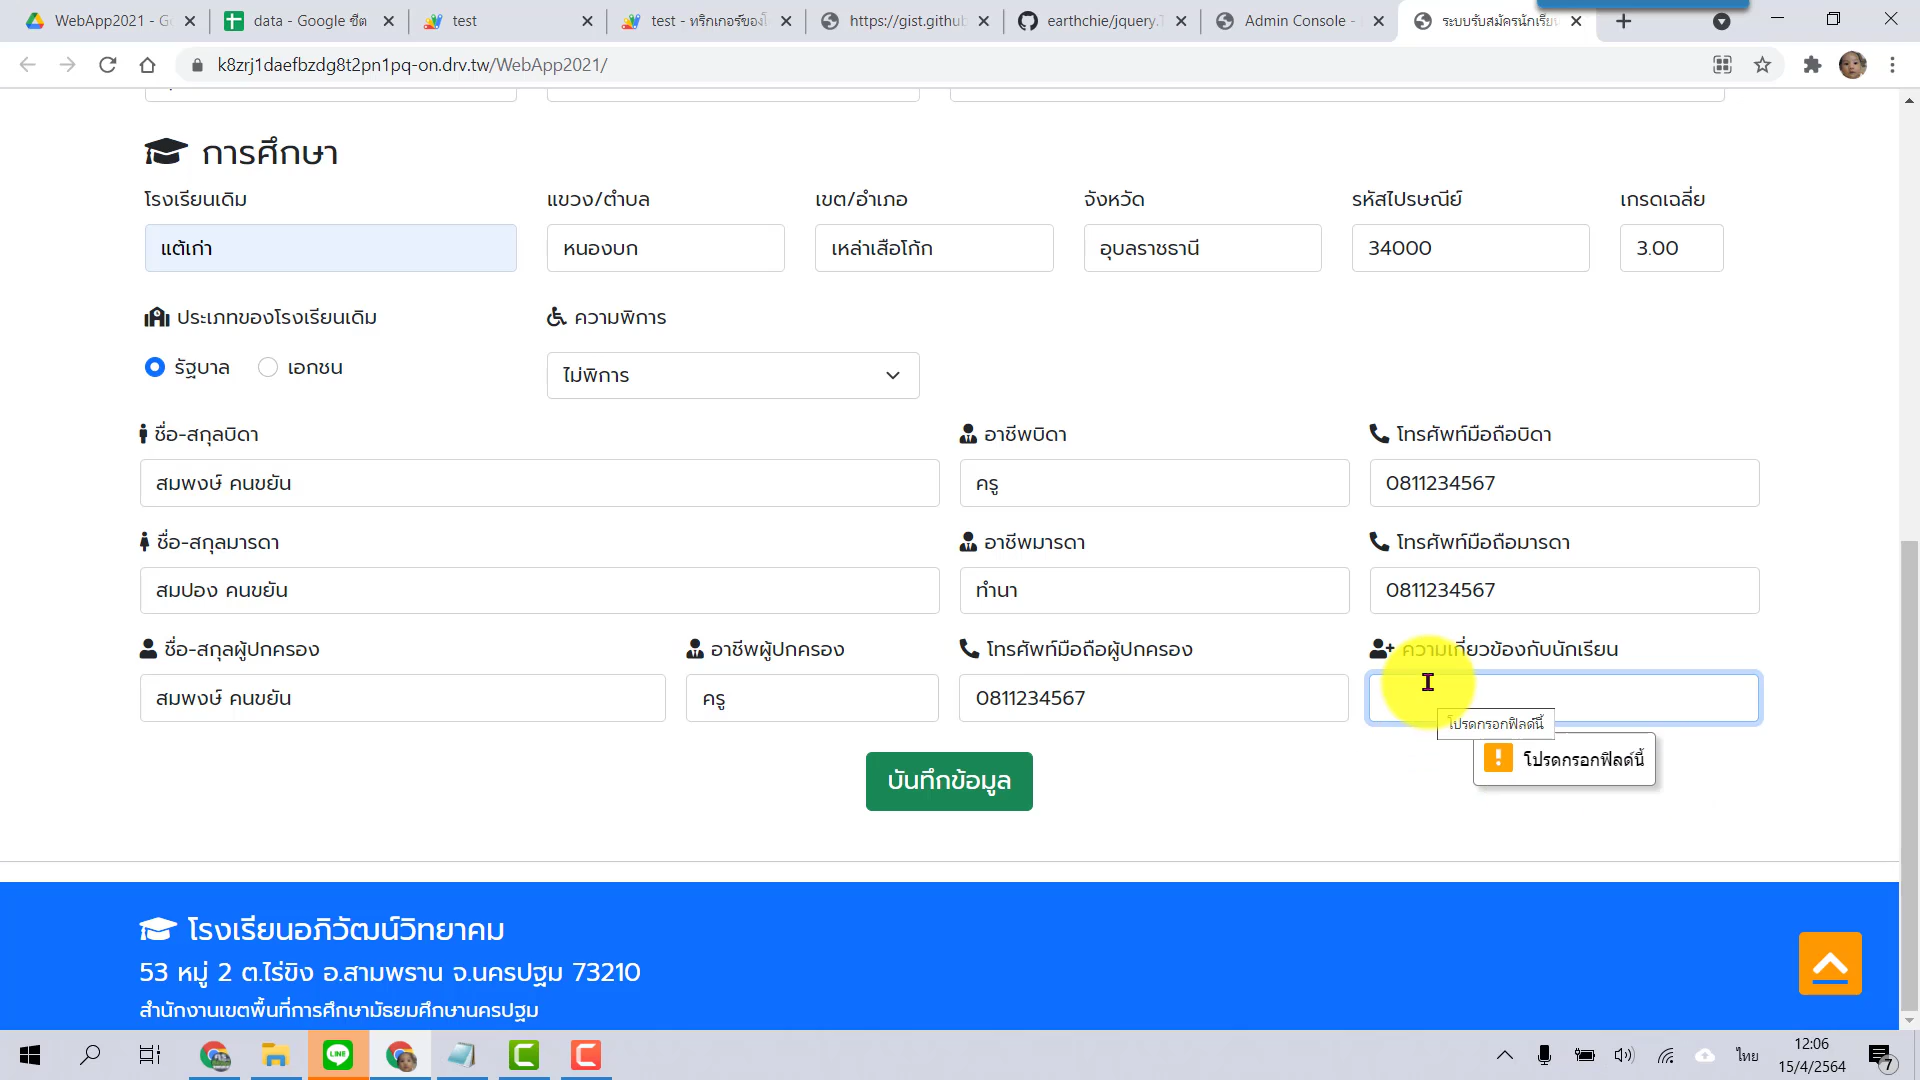 WebApp2021 - G
data - Google ชีต
test
test - ทริกเกอร์ของโ
https://gist.github
earthchie/jquery.T
Admin Console -
ระบบรับสมัครนักเรียน
k8zrj1daefbzdg8t2pn1pq-on.drv.tw/WebApp2021/
การศึกษา
โรงเรียนเดิม แขวง/ตำบล เขต/อำเภอ จังหวัด รหัสไปรษณีย์ เกรดเฉลี่ย
แต้เก่า หนองบก เหล่าเสือโก้ก อุบลราชธานี 34000 3.00
ประเภทของโรงเรียนเดิม ความพิการ
รัฐบาล เอกชน ไม่พิการ
ชื่อ-สกุลบิดา อาชีพบิดา โทรศัพท์มือถือบิดา
สมพงษ์ คนขยัน ครู 0811234567
ชื่อ-สกุลมารดา อาชีพมารดา โทรศัพท์มือถือมารดา
สมปอง คนขยัน ทำนา 0811234567
ชื่อ-สกุลผู้ปกครอง อาชีพผู้ปกครอง โทรศัพท์มือถือผู้ปกครอง ความเกี่ยวข้องกับนักเรียน
สมพงษ์ คนขยัน ครู 0811234567
โปรดกรอกฟิลด์นี้
โปรดกรอกฟิลด์นี้
บันทึกข้อมูล
โรงเรียนอภิวัฒน์วิทยาคม
53 หมู่ 2 ต.ไร่ขิง อ.สามพราน จ.นครปฐม 73210
สำนักงานเขตพื้นที่การศึกษามัธยมศึกษานครปฐม
LINE
ไทย
12:06
15/4/2564
7